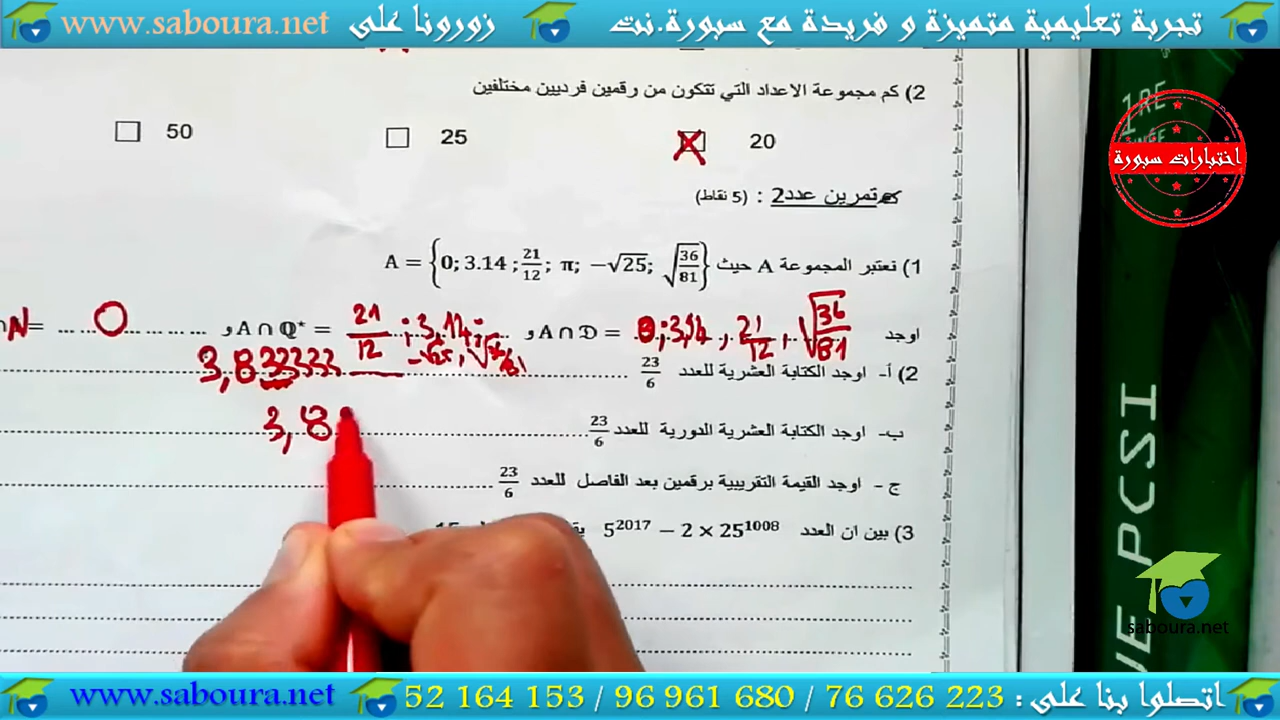 تجربة تعليمية متميزة و فريدة مع سبورة.نت زورونا على www.saboura.net
2) كم مجموعة الاعداد التي تتكون من رقمين فرديين مختلفين
20 25 50
تمرين عدد2 : (5 نقاط)
1) نعتبر المجموعة A حيث A = {0; 3.14 ; 21/12 ; π; −√25; √(36/81)}
اوجد A ∩ 𝔻 = 0 ; 3,14 , 21/12 , √(36/81) و A ∩ ℚ* = 21/12 ; 3,14 ; −√25 , و N= 0
2) أ- اوجد الكتابة العشرية للعدد 23/6 3,8333333
ب- اوجد الكتابة العشرية الدورية للعدد 23/6 3,8
ج - اوجد القيمة التقريبية برقمين بعد الفاصل للعدد 23/6
3) بين ان العدد 5^2017 − 2 × 25^1008
اختبارات سبورة
saboura.net
اتصلوا بنا على : 223 626 76 / 680 961 96 / 153 164 52 www.saboura.net